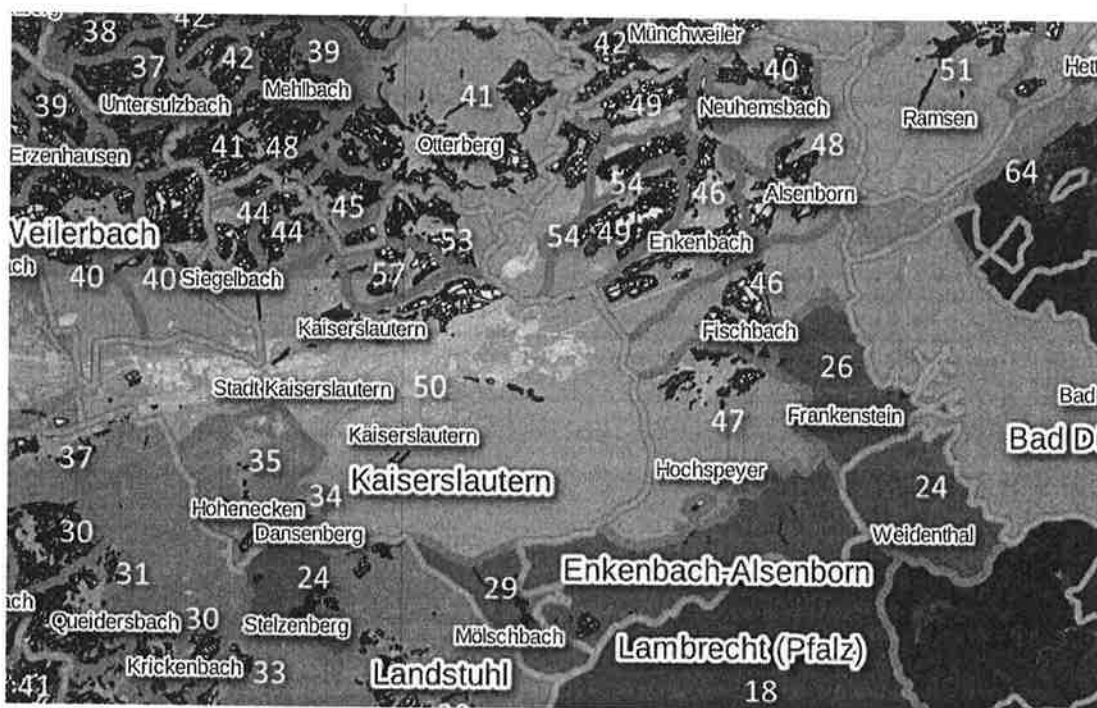 38
42
37
42
39
Mehlbach
Untersulzbach
39
Erzenhausen
41
48
41
Otterberg
42
Münchweiler
49
40
Neuhemsbach
51
Ramsen
48
Alsenborn
64
54
46
54
49
Enkenbach
44
44
45
53
57
Weilerbach
40
40
Siegelbach
Kaiserslautern
46
Fischbach
Stadt Kaiserslautern
50
26
Frankenstein
47
Hochspeyer
Kaiserslautern
Kaiserslautern
37
35
34
Hohenecken
Dansenberg
Bad
Bad D
24
Weidenthal
30
31
24
29
Enkenbach-Alsenborn
Queidersbach
30
Stelzenberg
Mölschbach
Krickenbach
33
41
Landstuhl
Lambrecht (Pfalz)
18